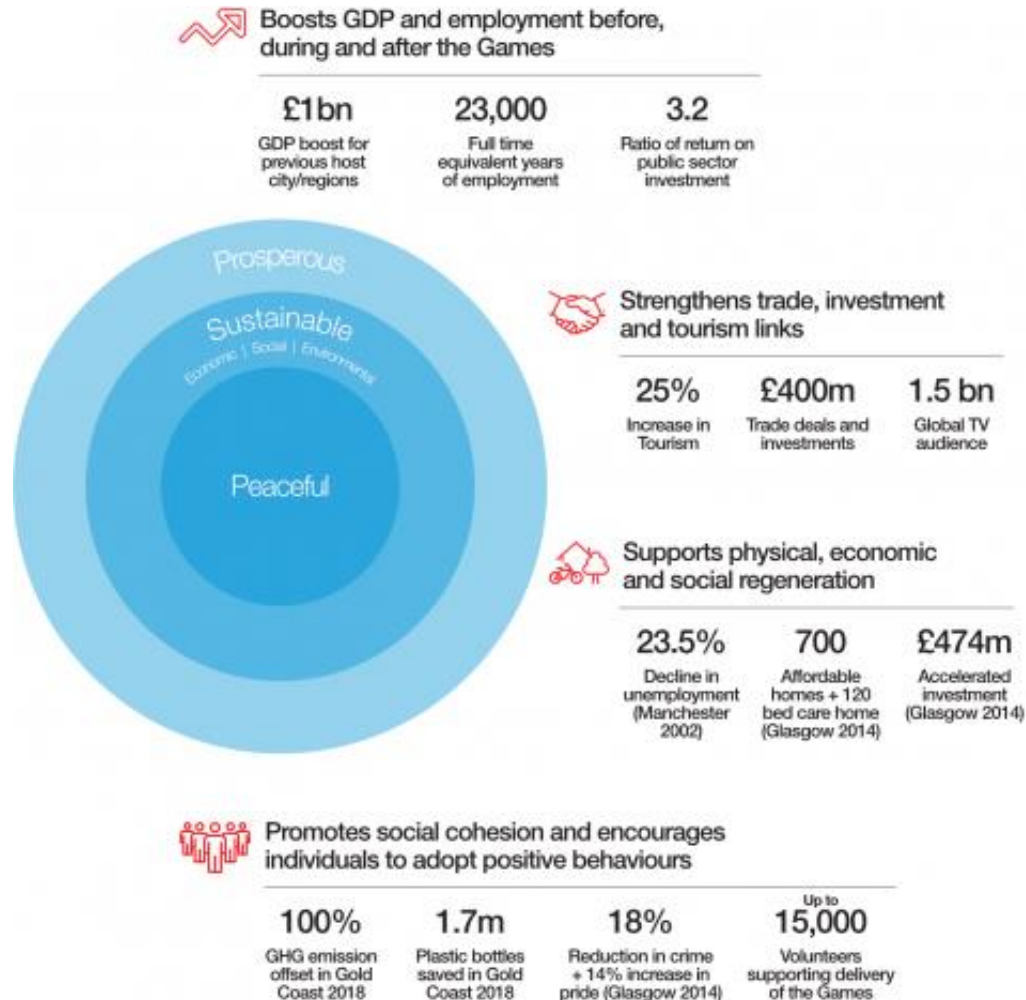 Boosts GDP and employment before,
during and after the Games
£1bn
GDP boost for
previous host
city/regions
23,000
Full time
equivalent years
of employment
3.2
Ratio of return on
public sector
investment
Prosperous
Sustainable
Economic | Social | Environmental
Peaceful
Strengthens trade, investment
and tourism links
25%
Increase in
Tourism
£400m
Trade deals and
investments
1.5 bn
Global TV
audience
Supports physical, economic
and social regeneration
23.5%
Decline in
unemployment
(Manchester
2002)
700
Affordable
homes + 120
bed care home
(Glasgow 2014)
£474m
Accelerated
investment
(Glasgow 2014)
Promotes social cohesion and encourages
individuals to adopt positive behaviours
100%
GHG emission
offset in Gold
Coast 2018
1.7m
Plastic bottles
saved in Gold
Coast 2018
18%
Reduction in crime
+ 14% increase in
pride (Glasgow 2014)
Up to
15,000
Volunteers
supporting delivery
of the Games